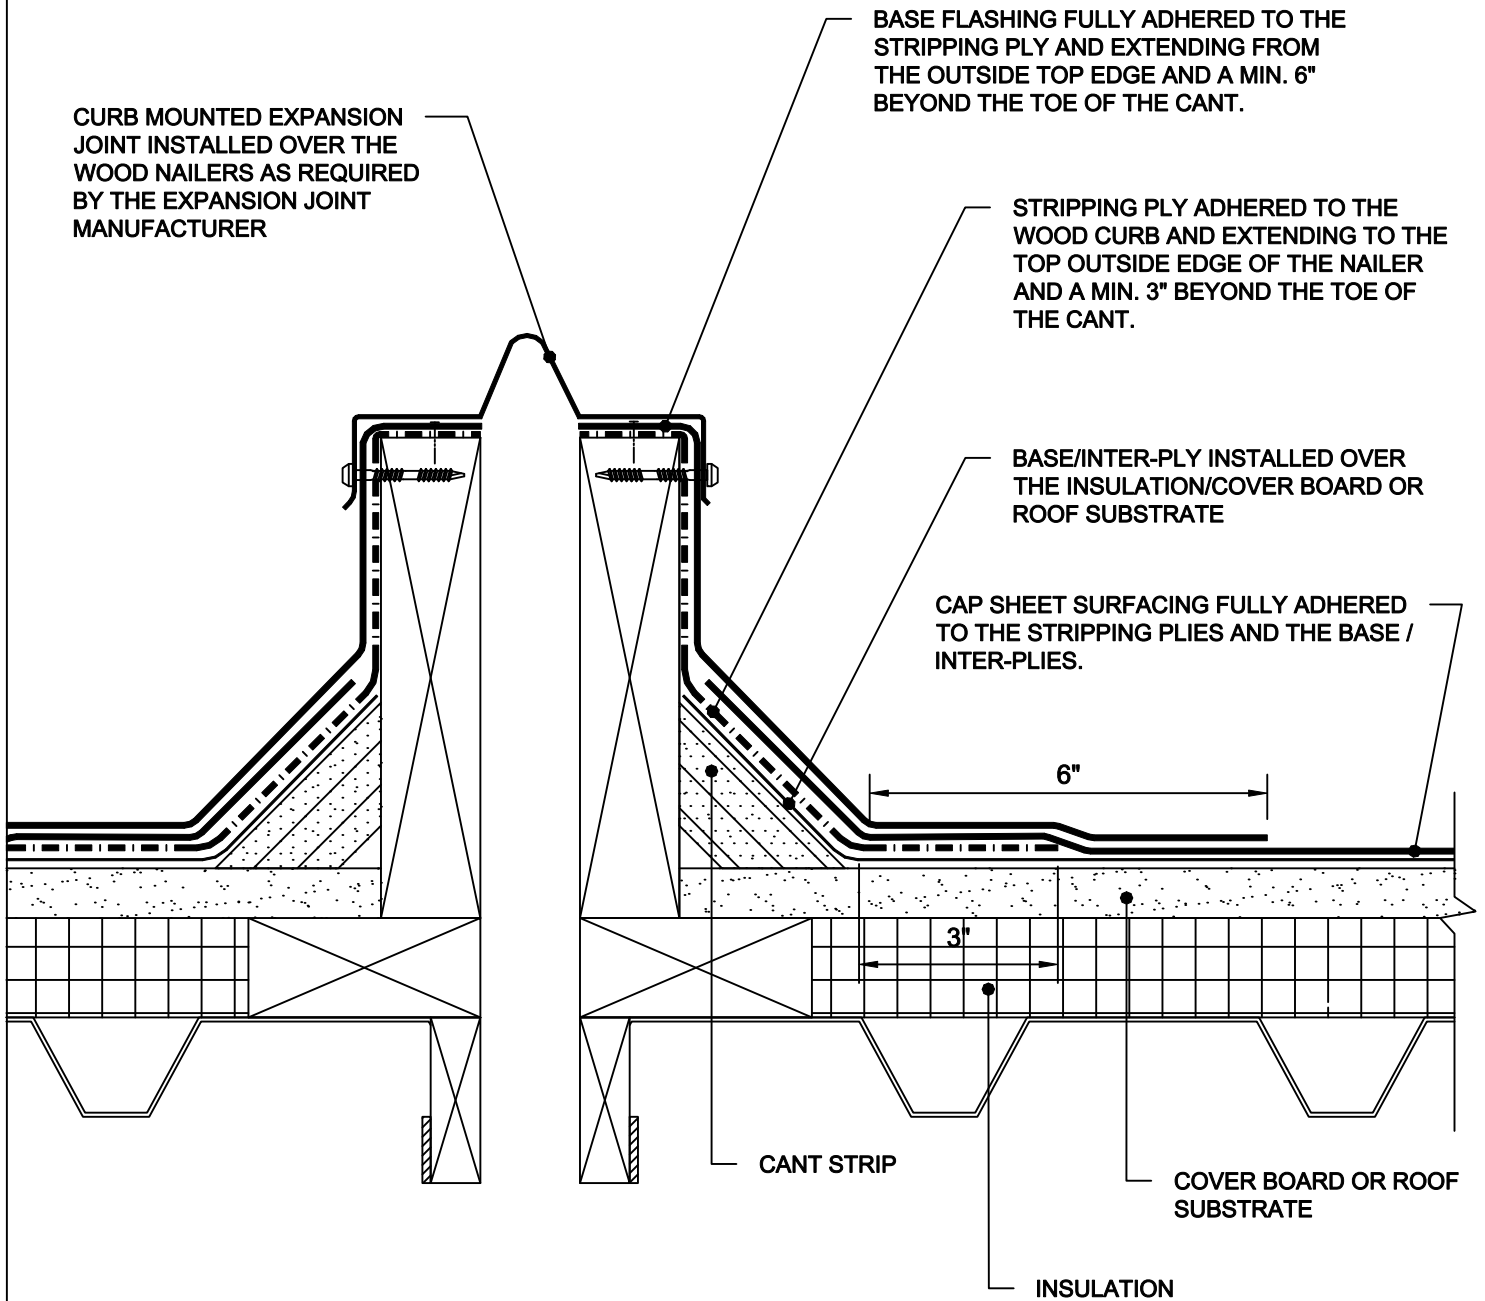 BASE FLASHING FULLY ADHERED TO THE
STRIPPING PLY AND EXTENDING FROM
THE OUTSIDE TOP EDGE AND A MIN. 6"
BEYOND THE TOE OF THE CANT.
CURB MOUNTED EXPANSION
JOINT INSTALLED OVER THE
WOOD NAILERS AS REQUIRED
BY THE EXPANSION JOINT
MANUFACTURER
STRIPPING PLY ADHERED TO THE
WOOD CURB AND EXTENDING TO THE
TOP OUTSIDE EDGE OF THE NAILER
AND A MIN. 3" BEYOND THE TOE OF
THE CANT.
BASE/INTER-PLY INSTALLED OVER
THE INSULATION/COVER BOARD OR
ROOF SUBSTRATE
CAP SHEET SURFACING FULLY ADHERED
TO THE STRIPPING PLIES AND THE BASE /
INTER-PLIES.
6"
3"
CANT STRIP
COVER BOARD OR ROOF
SUBSTRATE
INSULATION